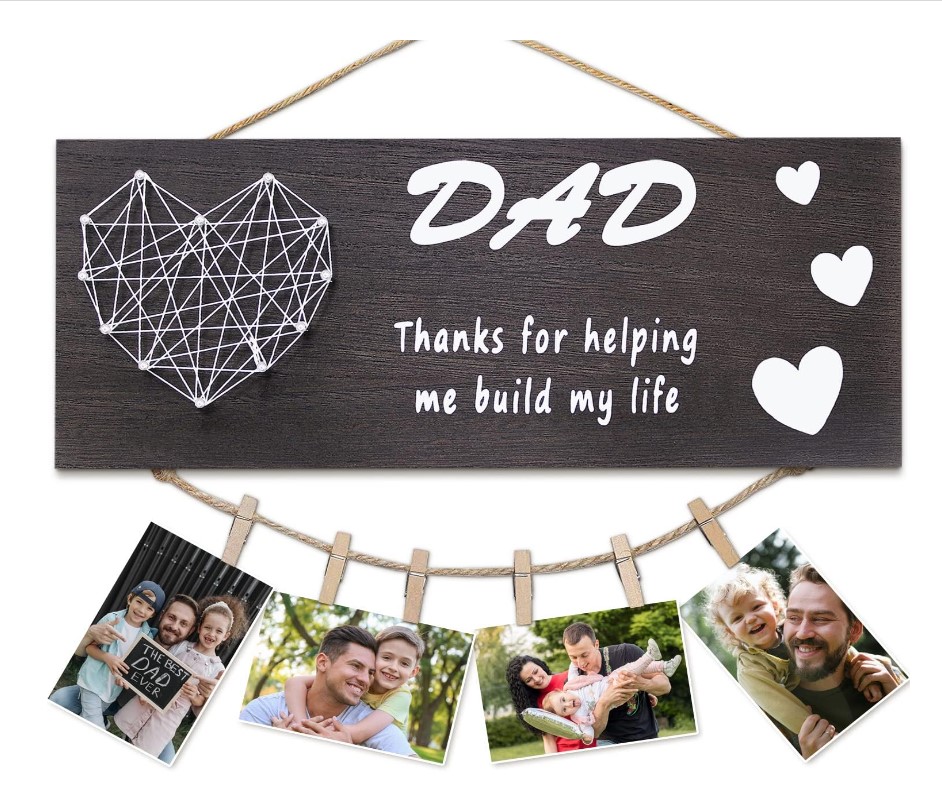 DAD
Thanks for helping
me build my life
THE BEST
DAD
EVER